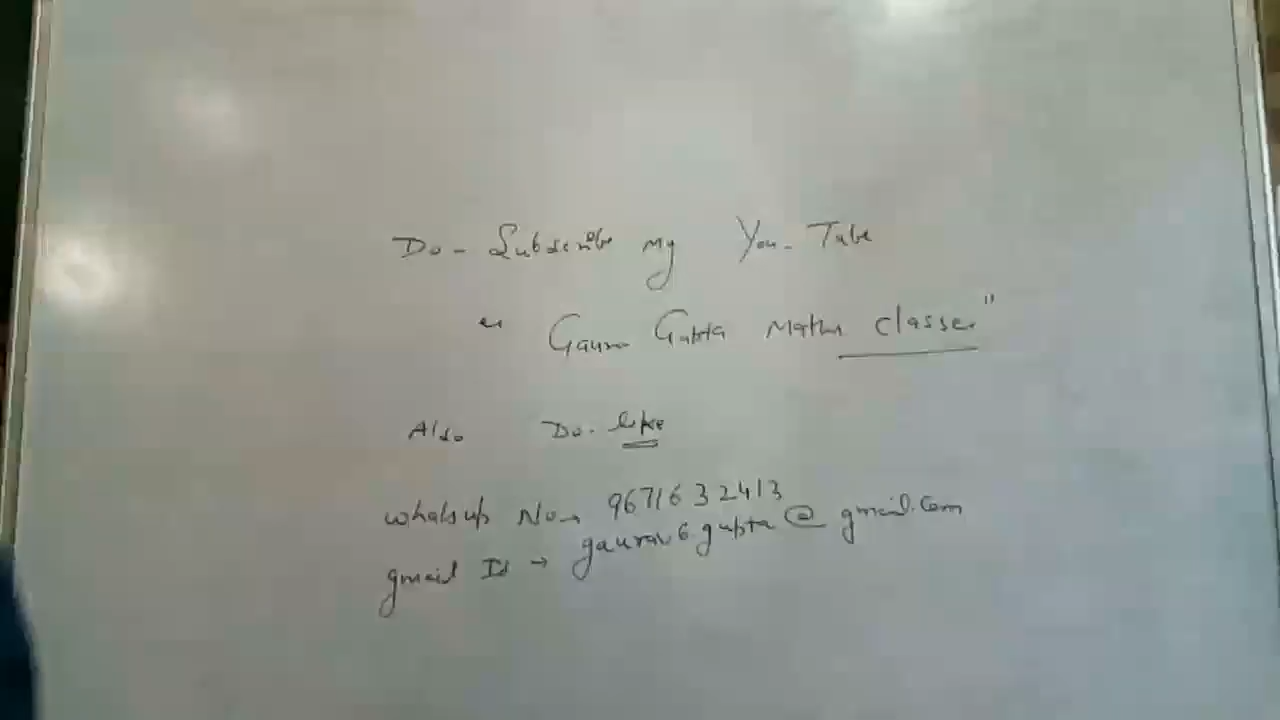 Do - Subscribe my You-Tube
" Gaurav Gupta Maths classes"
Also Do - like
whatsup No → 9671632413
gmail Id → gaurav6gupta@gmail.com